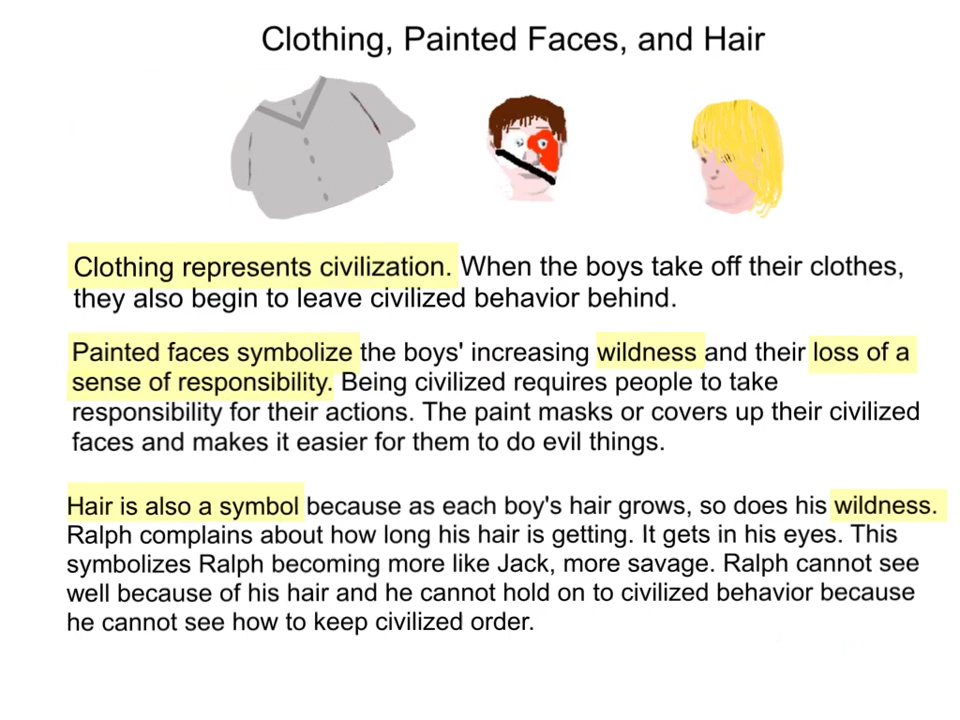 Clothing, Painted Faces, and Hair
Clothing represents civilization. When the boys take off their clothes,
they also begin to leave civilized behavior behind.
Painted faces symbolize the boys' increasing wildness and their loss of a
sense of responsibility. Being civilized requires people to take
responsibility for their actions. The paint masks or covers up their civilized
faces and makes it easier for them to do evil things.
Hair is also a symbol because as each boy's hair grows, so does his wildness.
Ralph complains about how long his hair is getting. It gets in his eyes. This
symbolizes Ralph becoming more like Jack, more savage. Ralph cannot see
well because of his hair and he cannot hold on to civilized behavior because
he cannot see how to keep civilized order.